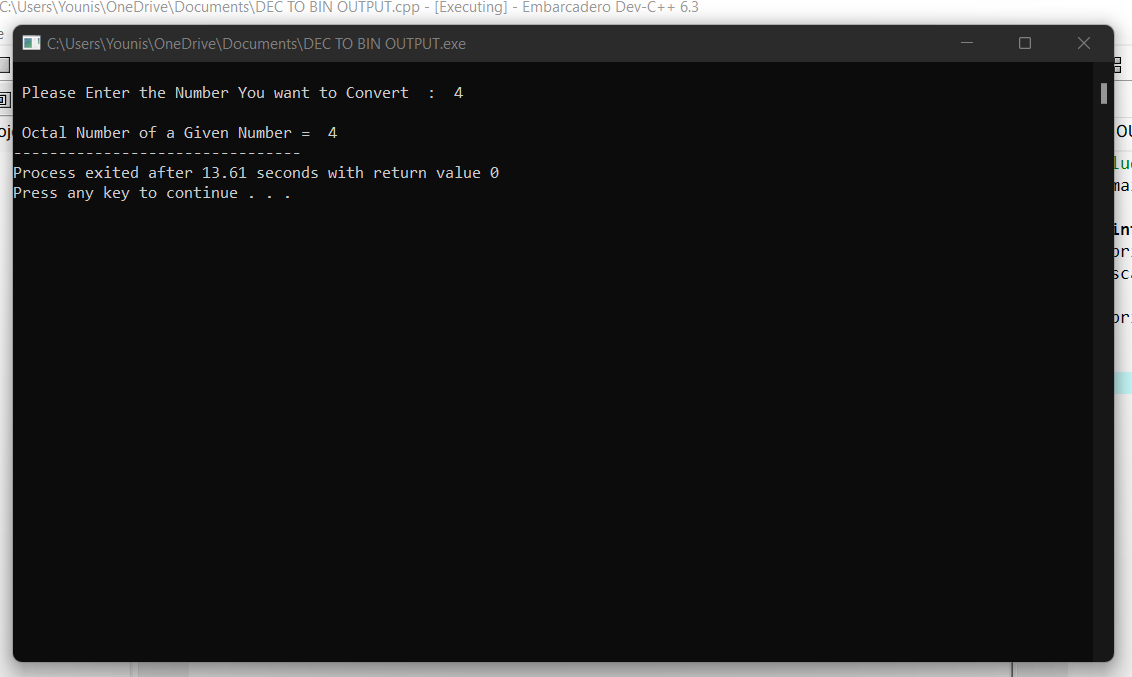 C:\Users\Younis\OneDrive\Documents\DEC TO BIN OUTPUT.cpp - [Executing] - Embarcadero Dev-C++ 6.3
C:\Users\Younis\OneDrive\Documents\DEC TO BIN OUTPUT.exe
Please Enter the Number You want to Convert  :  4
Octal Number of a Given Number =  4
--------------------------------
Process exited after 13.61 seconds with return value 0
Press any key to continue . . .